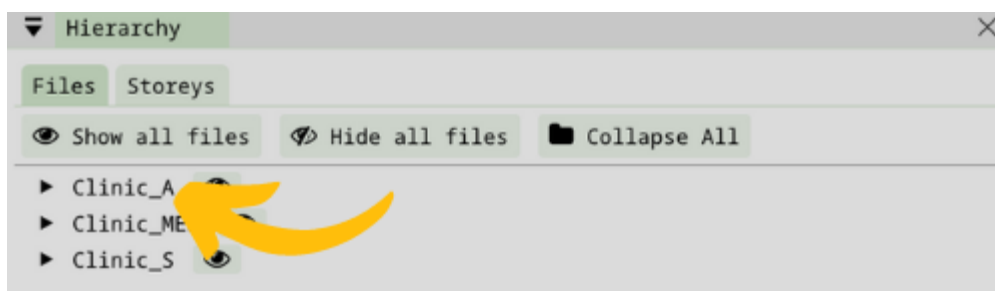 Hierarchy
Files Storeys
Show all files Hide all files Collapse All
Clinic_A
Clinic_ME
Clinic_S